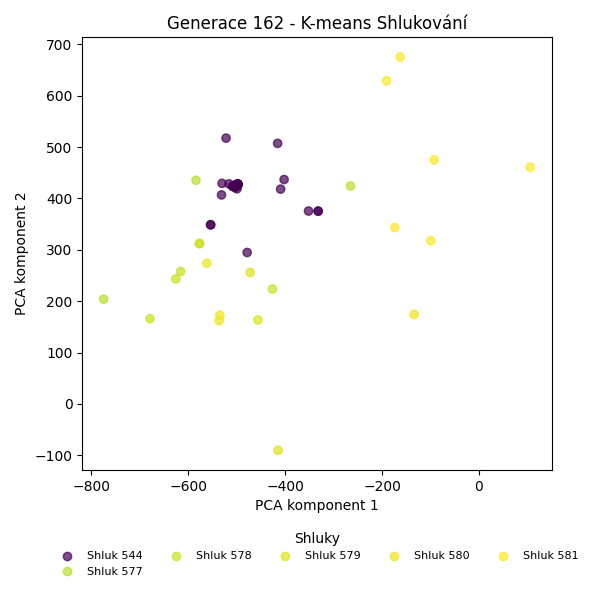 Generace 162 - K-means Shlukování
700
600
500
400
300
200
100
0
−100
PCA komponent 2
−800
−600
−400
−200
0
PCA komponent 1
Shluky
Shluk 544
Shluk 578
Shluk 579
Shluk 580
Shluk 581
Shluk 577